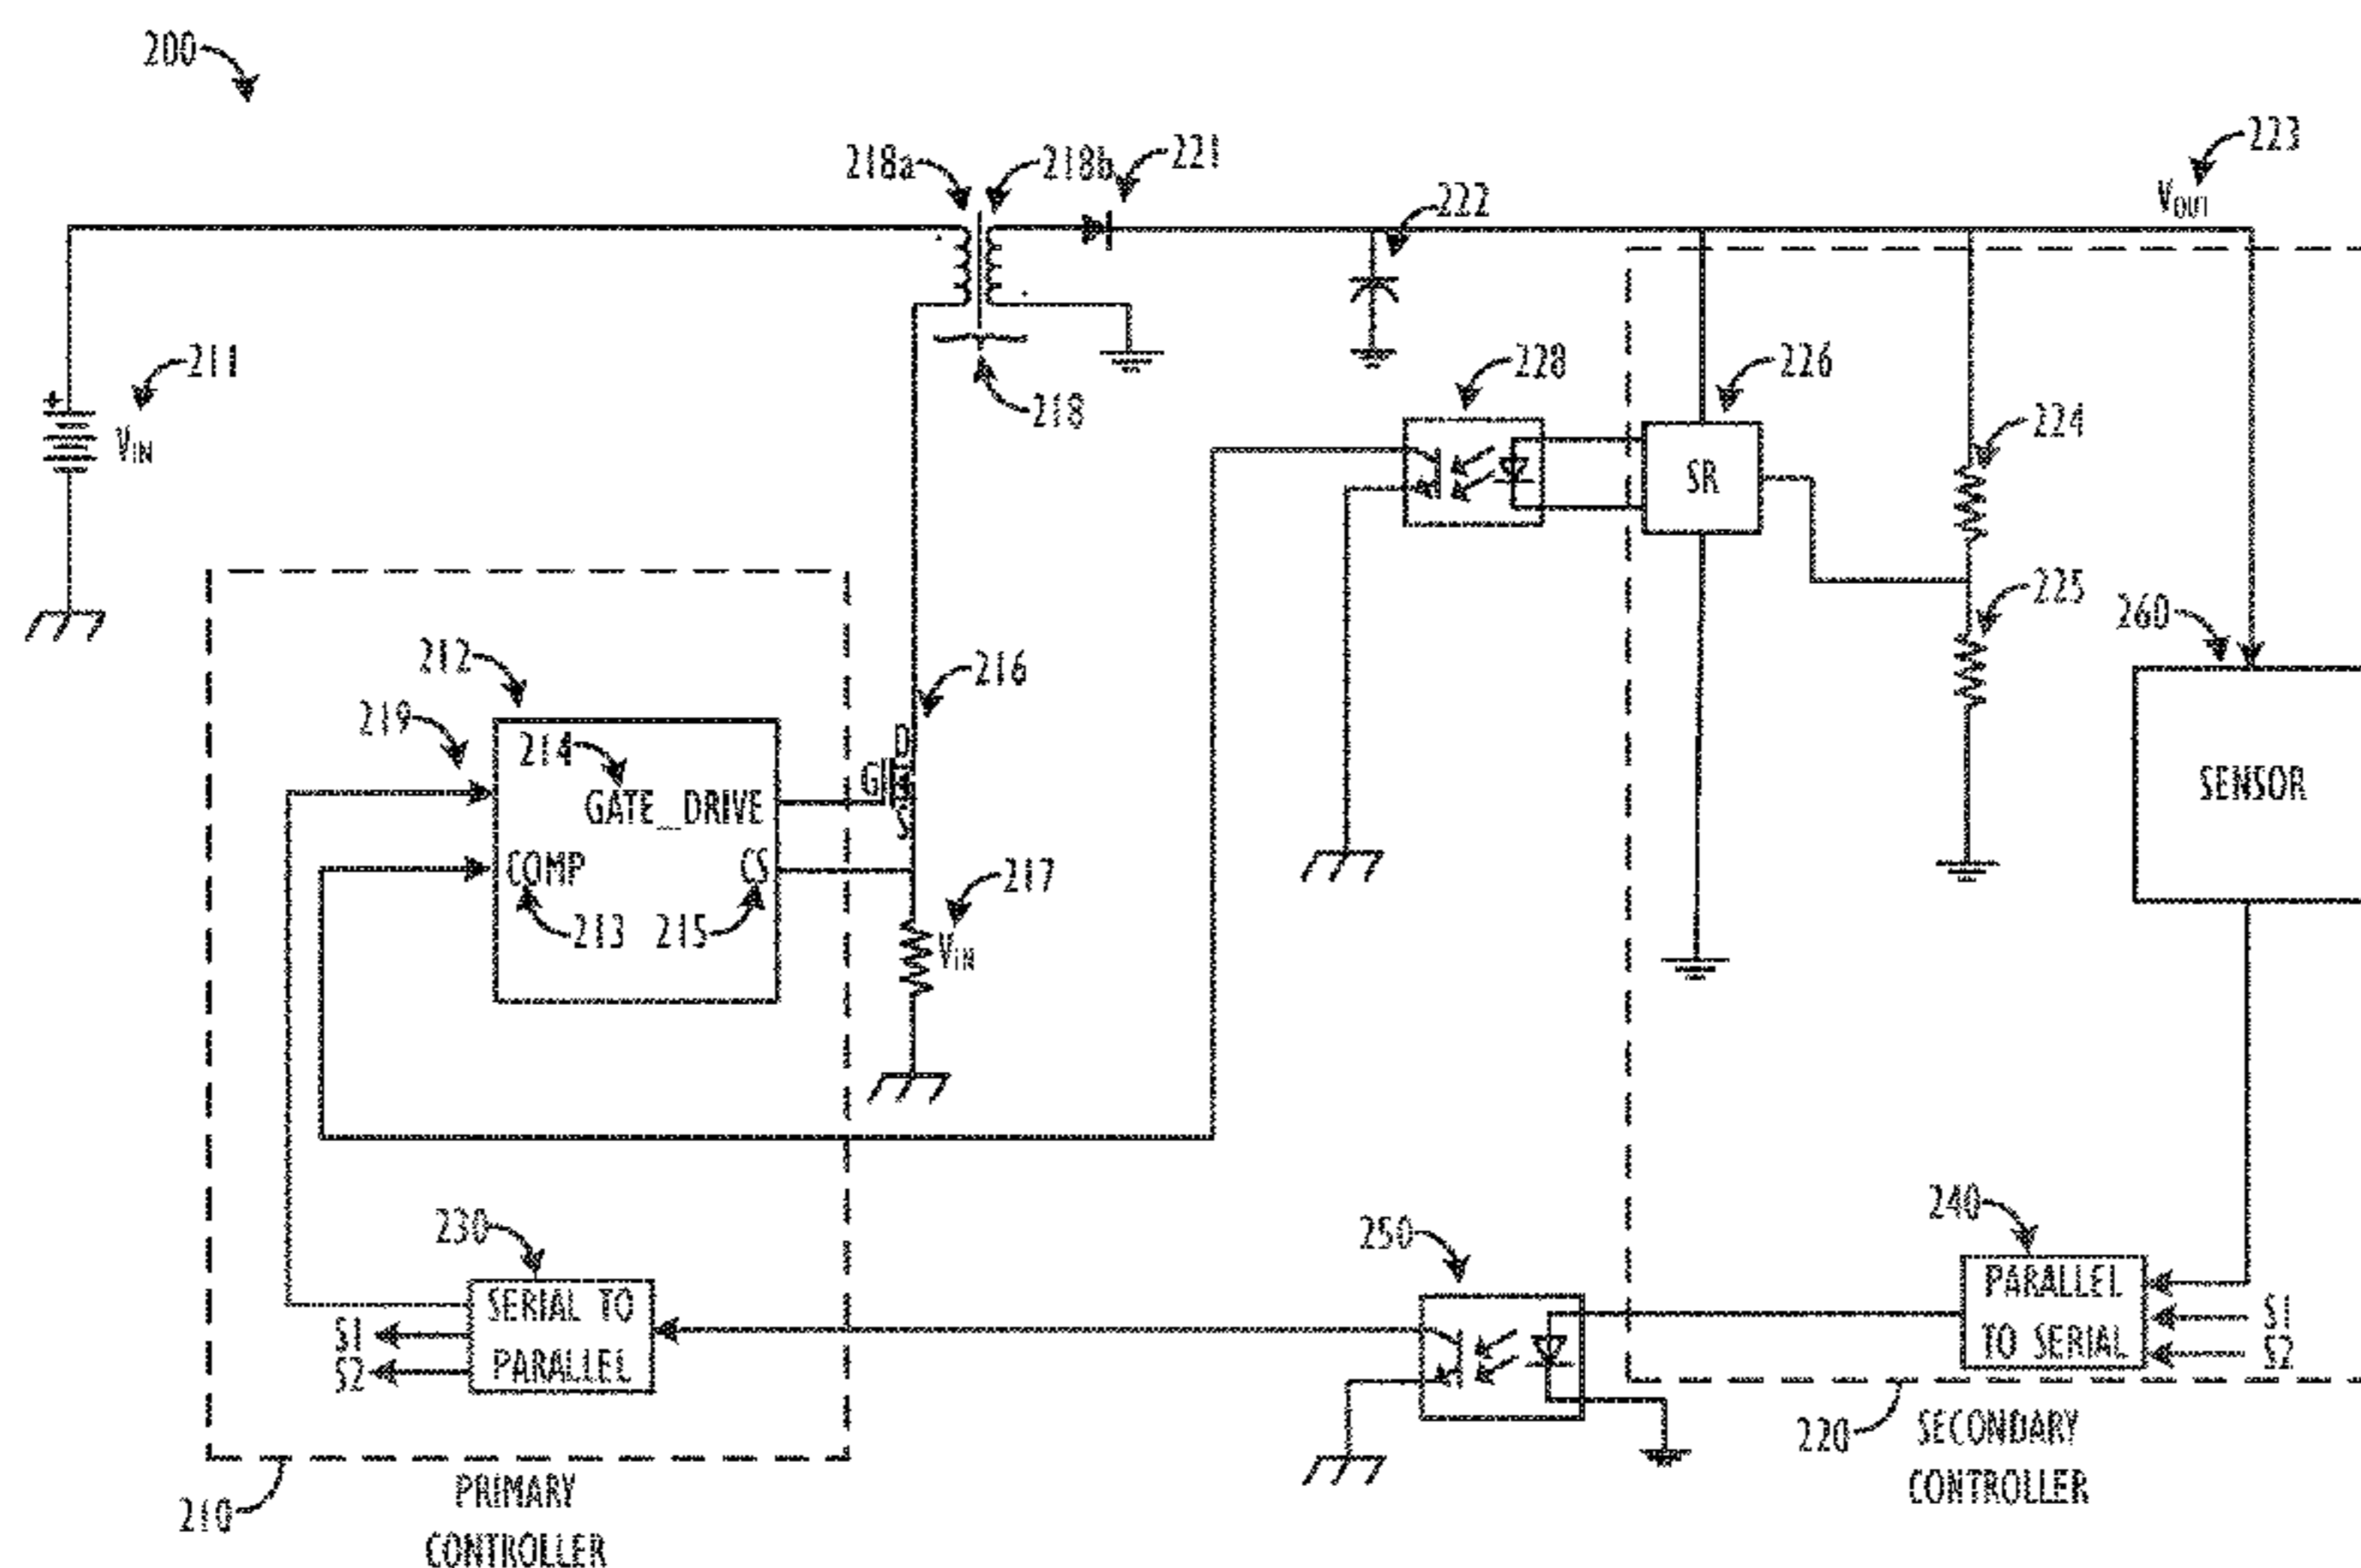 200
218a
218b
221
222
223
VOUT
211
+
VIN
218
228
226
224
SR
225
260
212
216
219
214
D
G
GATE_DRIVE
S
SENSOR
COMP
CS
217
213
215
VIN
230
250
240
SERIAL TO
PARALLEL
S1
S2
PARALLEL
TO SERIAL
S1
S2
210
PRIMARY
CONTROLLER
220
SECONDARY
CONTROLLER